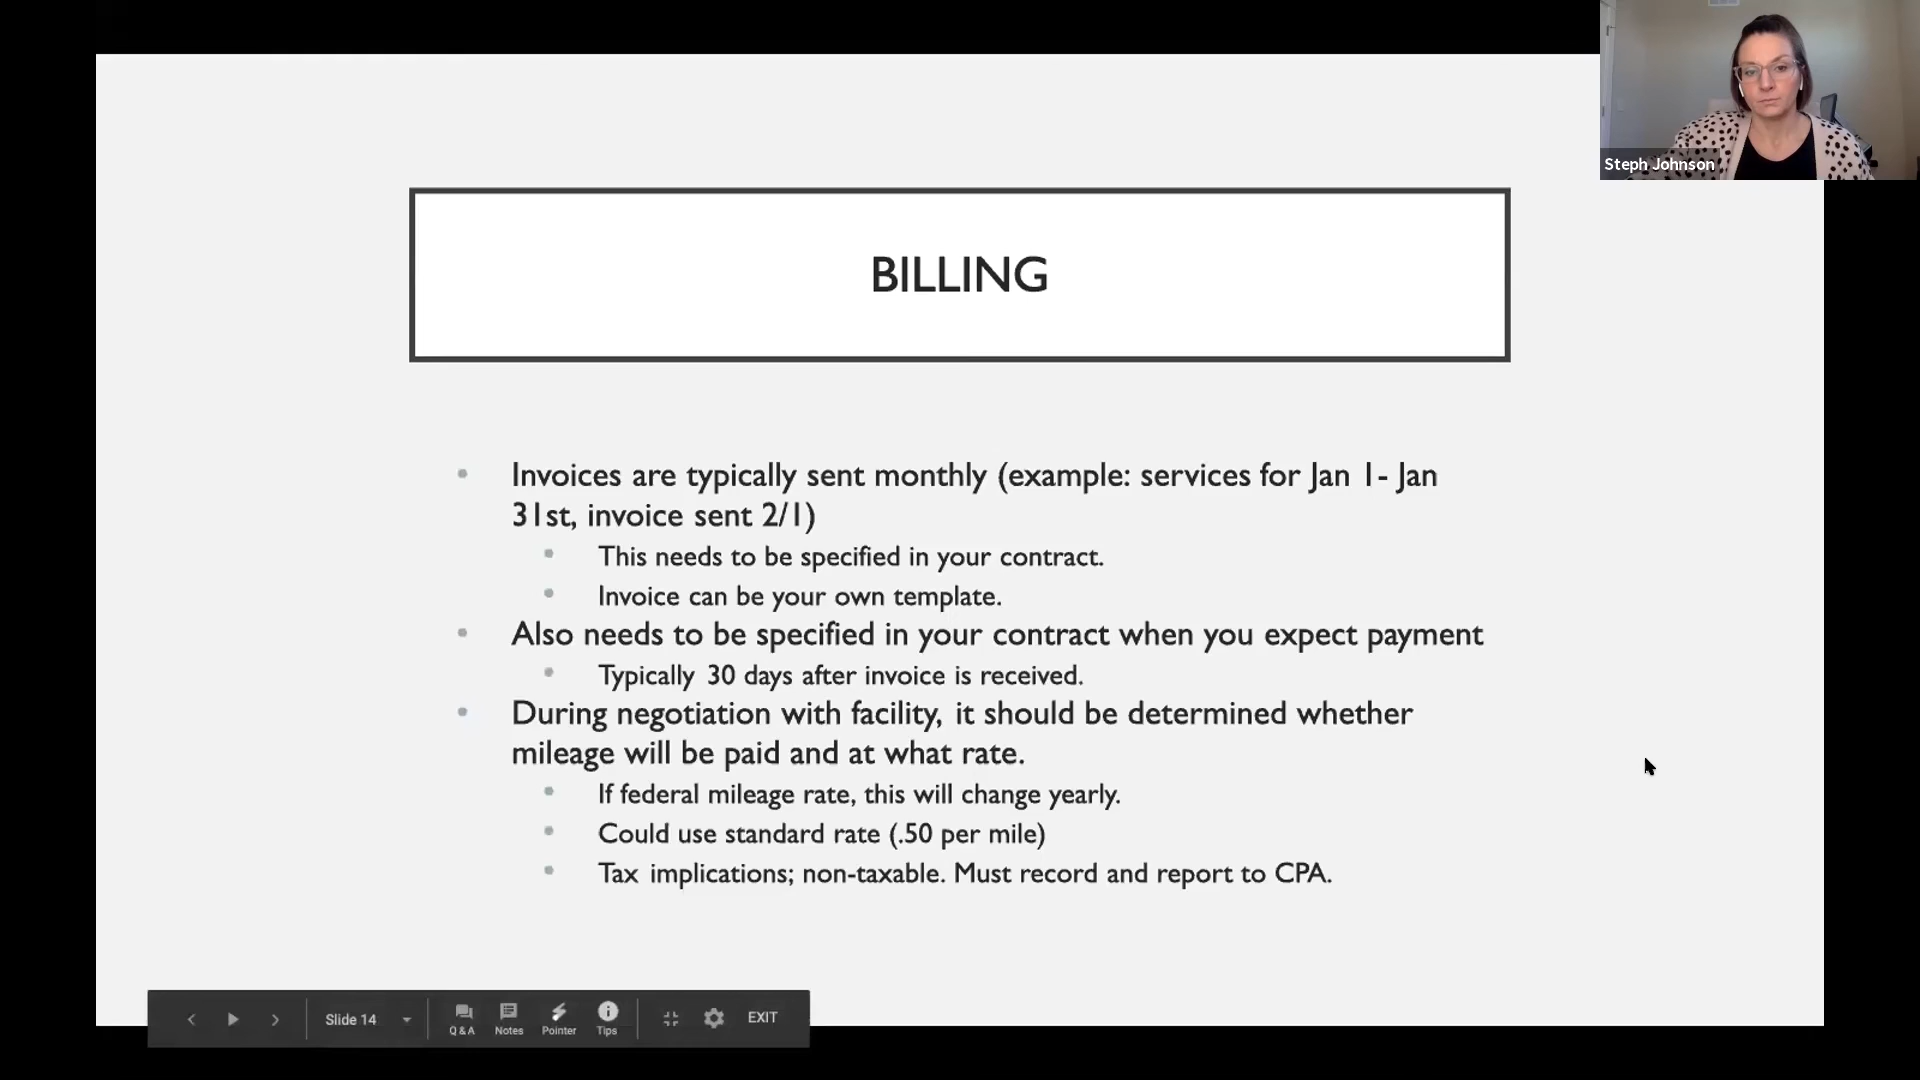 Steph Johnson
BILLING
Invoices are typically sent monthly (example: services for Jan 1- Jan
31st, invoice sent 2/1)
This needs to be specified in your contract.
Invoice can be your own template.
Also needs to be specified in your contract when you expect payment
Typically 30 days after invoice is received.
During negotiation with facility, it should be determined whether
mileage will be paid and at what rate.
If federal mileage rate, this will change yearly.
Could use standard rate (.50 per mile)
Tax implications; non-taxable. Must record and report to CPA.
Slide 14
Q&A Notes Pointer Tips EXIT